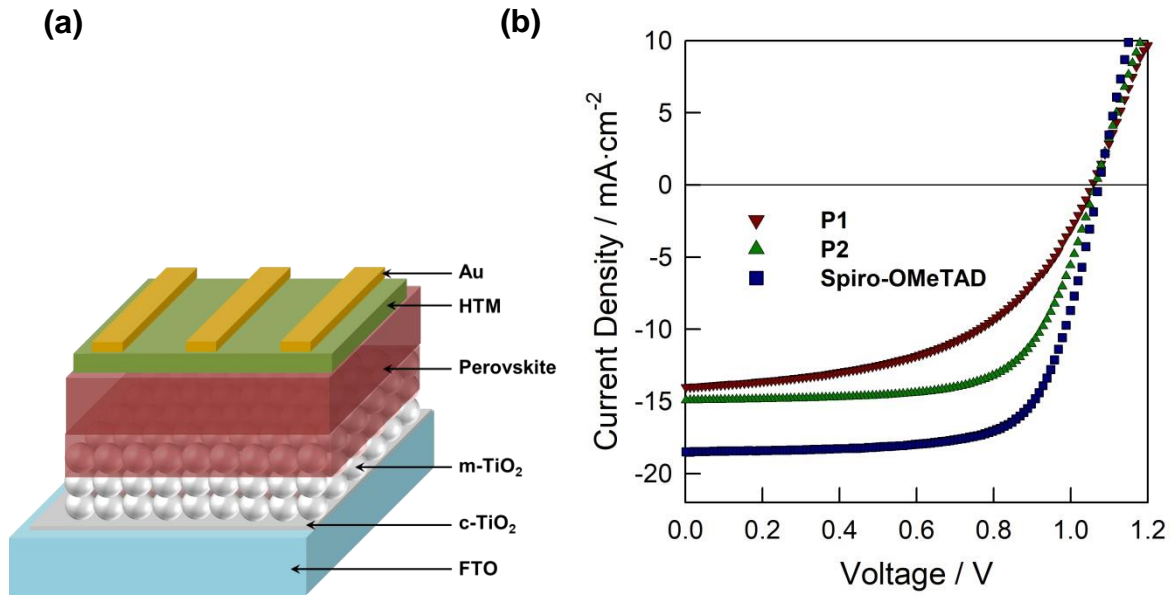 (a)
Au
HTM
Perovskite
m-TiO₂
c-TiO₂
FTO
(b)
10
5
0
-5
-10
-15
-20
Current Density / mA·cm⁻²
P1
P2
Spiro-OMeTAD
0.0 0.2 0.4 0.6 0.8 1.0 1.2
Voltage / V